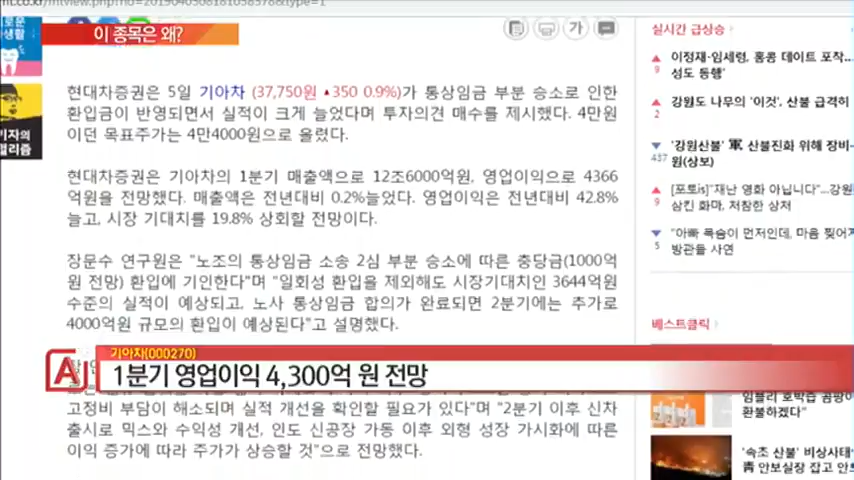 이 종목은 왜?
현대차증권은 5일 기아차 (37,750원 ▲350 0.9%)가 통상임금 부분 승소로 인한
환입금이 반영되면서 실적이 크게 늘었다며 투자의견 매수를 제시했다. 4만원
이던 목표주가는 4만4000원으로 올렸다.
현대차증권은 기아차의 1분기 매출액으로 12조6000억원, 영업이익으로 4366
억원을 전망했다. 매출액은 전년대비 0.2%늘었다. 영업이익은 전년대비 42.8%
늘고, 시장 기대치를 19.8% 상회할 전망이다.
장문수 연구원은 "노조의 통상임금 소송 2심 부분 승소에 따른 충당금(1000억
원 전망) 환입에 기인한다"며 "일회성 환입을 제외해도 시장기대치인 3644억원
수준의 실적이 예상되고, 노사 통상임금 합의가 완료되면 2분기에는 추가로
4000억원 규모의 환입이 예상된다"고 설명했다.
기아차(000270)
1분기 영업이익 4,300억 원 전망
고정비 부담이 해소되며 실적 개선을 확인할 필요가 있다"며 "2분기 이후 신차
출시로 믹스와 수익성 개선, 인도 신공장 가동 이후 외형 성장 가시화에 따른
이익 증가에 따라 주가가 상승할 것"으로 전망했다.
실시간 급상승
이정재·임세령, 홍콩 데이트 포착...
성도 동행'
9
강원도 나무의 '이것', 산불 급격히
2
'강원산불' 軍 산불진화 위해 장비
원(상보)
437
[포토is]"재난 영화 아닙니다"...강원
삼킨 화마, 처참한 상처
9
"아빠 목숨이 먼저인데, 마음 찢어지
방관들 사연
5
베스트클릭
임블리 호박즙 곰팡이
환불하겠다"
'속초 산불' 비상사태
靑 안보실장 잡고 안